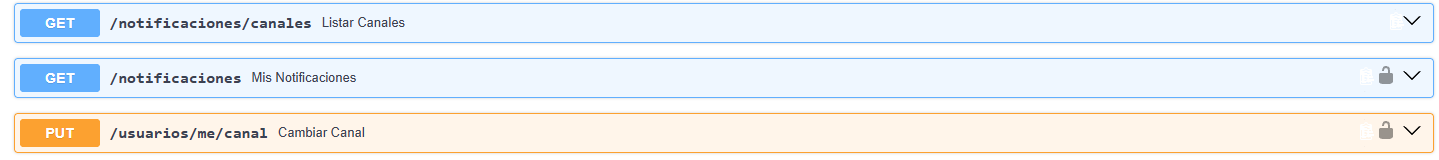 GET /notificaciones/canales Listar Canales
GET /notificaciones Mis Notificaciones
PUT /usuarios/me/canal Cambiar Canal